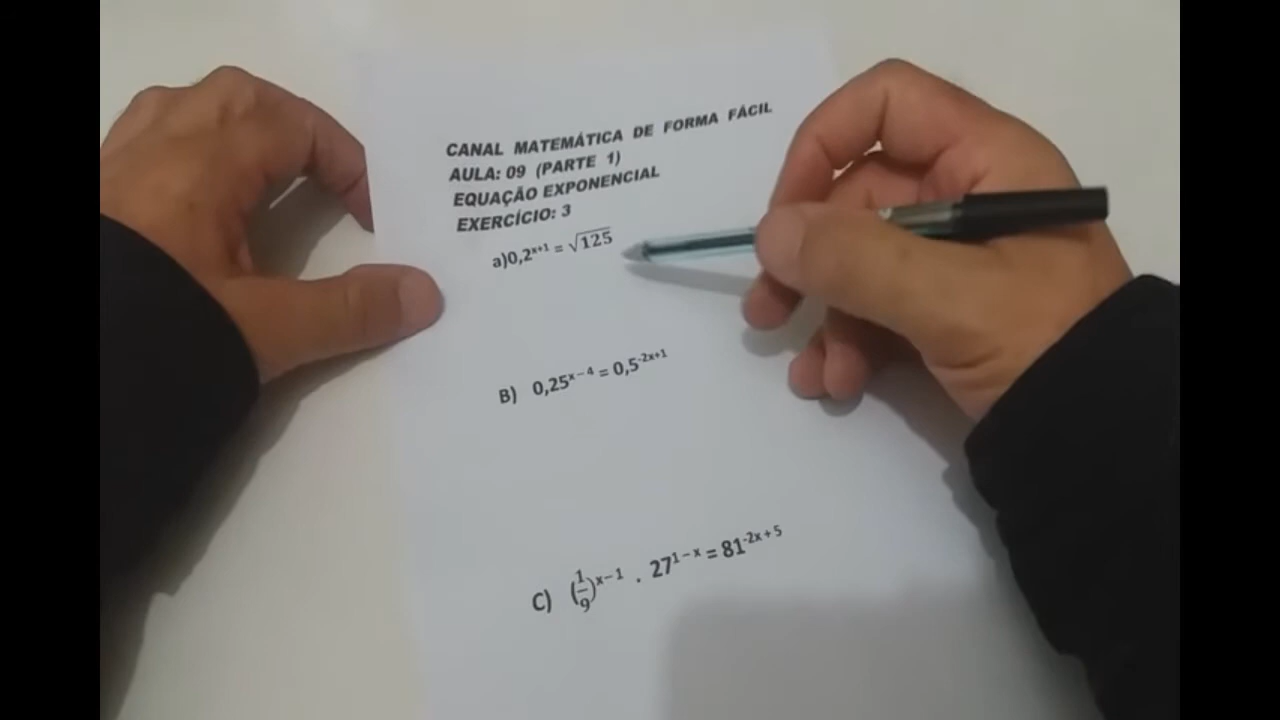 CANAL MATEMÁTICA DE FORMA FÁCIL
AULA: 09 (PARTE 1)
EQUAÇÃO EXPONENCIAL
EXERCÍCIO: 3
a)0,2^{x+1} = √125
B) 0,25^{x-4} = 0,5^{-2x+1}
C) (1/9)^{x-1} . 27^{1-x} = 81^{-2x+5}